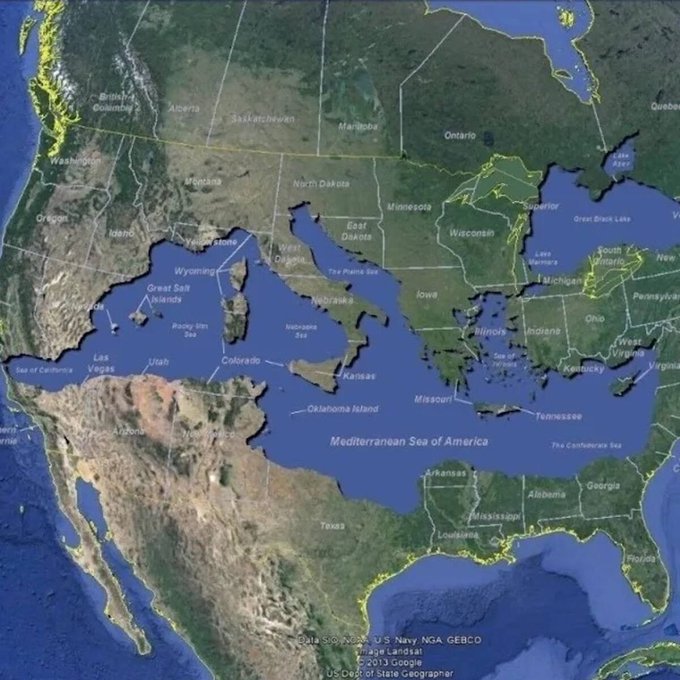 British
Columbia
Alberta
Saskatchewan
Manitoba
Ontario
Quebec
Washington
Montana
North Dakota
Minnesota
Lake
Azov
Oregon
Idaho
Yellowstone
West
Dakota
East
Dakota
Wisconsin
Superior
Great Black Lake
Wyoming
The Plains Sea
Lake
Marmara
South
Ontario
New
Michigan
Great Salt
Islands
Nevada
Nebraska
Iowa
Pennsylvania
Rocky Mtn
Sea
Nebraska
Sea
Illinois
Indiana
Ohio
West
Virginia
Sea of California
Las
Vegas
Utah
Colorado
Kansas
Sea of
Kentucky
Virginia
Missouri
Oklahoma Island
Tennessee
Arizona
New Mexico
Mediterranean Sea of America
The Confederate Sea
Arkansas
Mississippi
Alabama
Georgia
Texas
Louisiana
Florida
Data SIO, NOAA, U.S. Navy, NGA, GEBCO
Image Landsat
© 2013 Google
US Dept of State Geographer